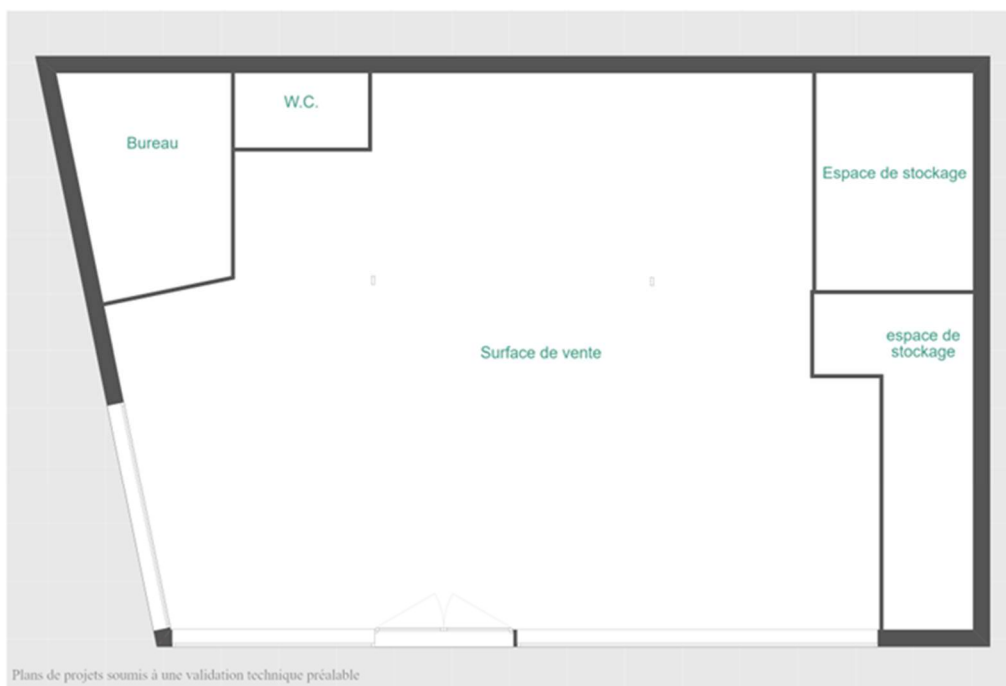 W.C.
Bureau
Espace de stockage
espace de
stockage
Surface de vente
Plans de projets soumis à une validation technique préalable